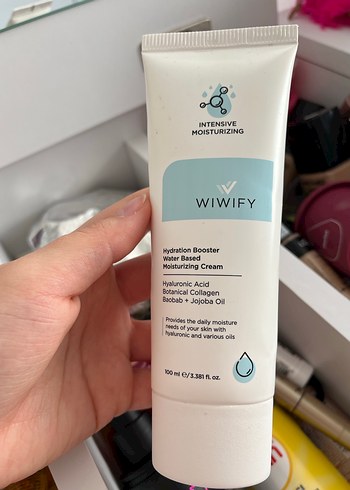 INTENSIVE
MOISTURIZING
WIWIFY
Hydration Booster
Water Based
Moisturizing Cream
Hyaluronic Acid
Botanical Collagen
Baobab + Jojoba Oil
Provides the daily moisture
needs of your skin with
hyaluronic and various oils
100 ml ℮/3.381 fl. oz.